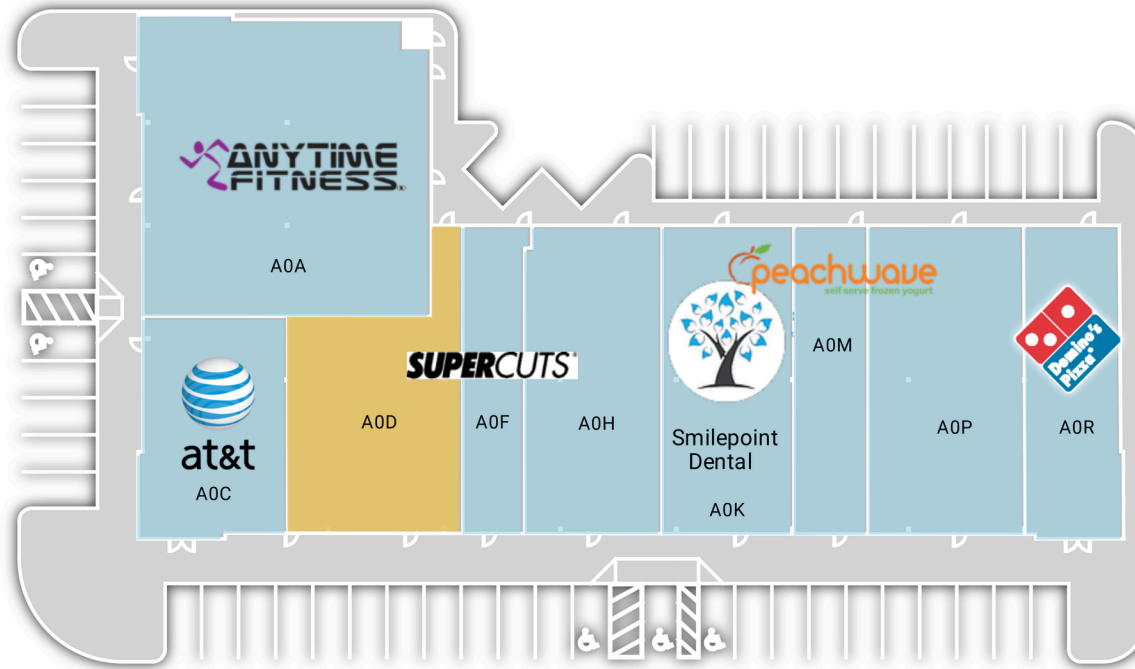 ANYTIME
FITNESS®
A0A
peachwave
self serve frozen yogurt
A0M
Domino's
Pizza®
SUPERCUTS®
A0D
A0F
A0H
A0P
A0R
Smilepoint
Dental
at&t
A0C
A0K